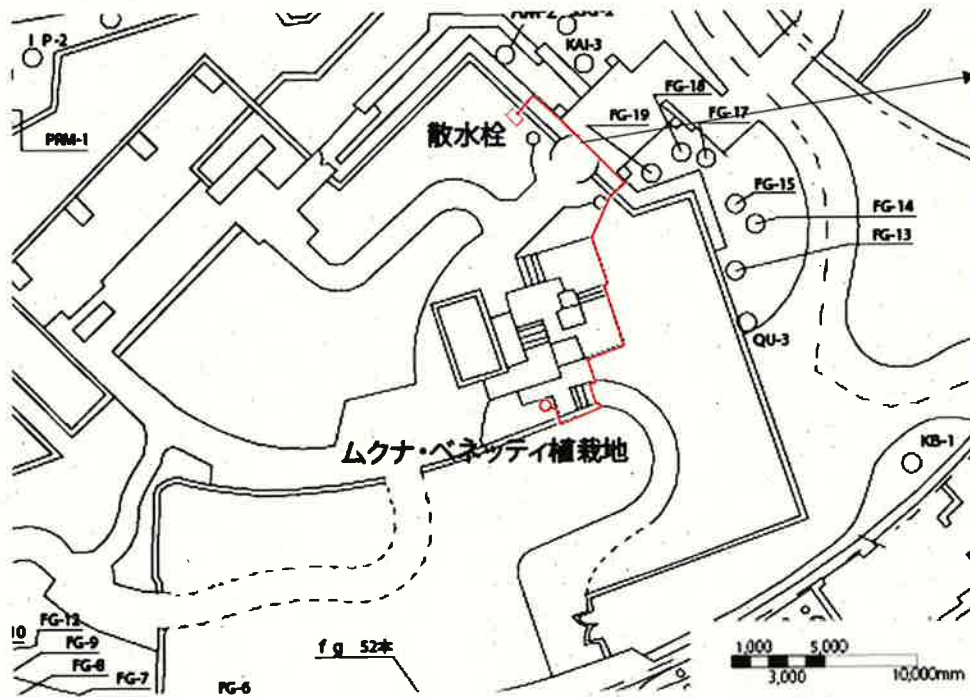 I P-2
KAI-3
PRM-1
FG-18
FG-19
FG-17
散水栓
FG-15
FG-14
FG-13
QU-3
ムクナ・ベネッティ植栽地
KB-1
FG-12
10
FG-9
FG-8
FG-7
FG-6
f g 52本
1,000 5,000
3,000 10,000mm